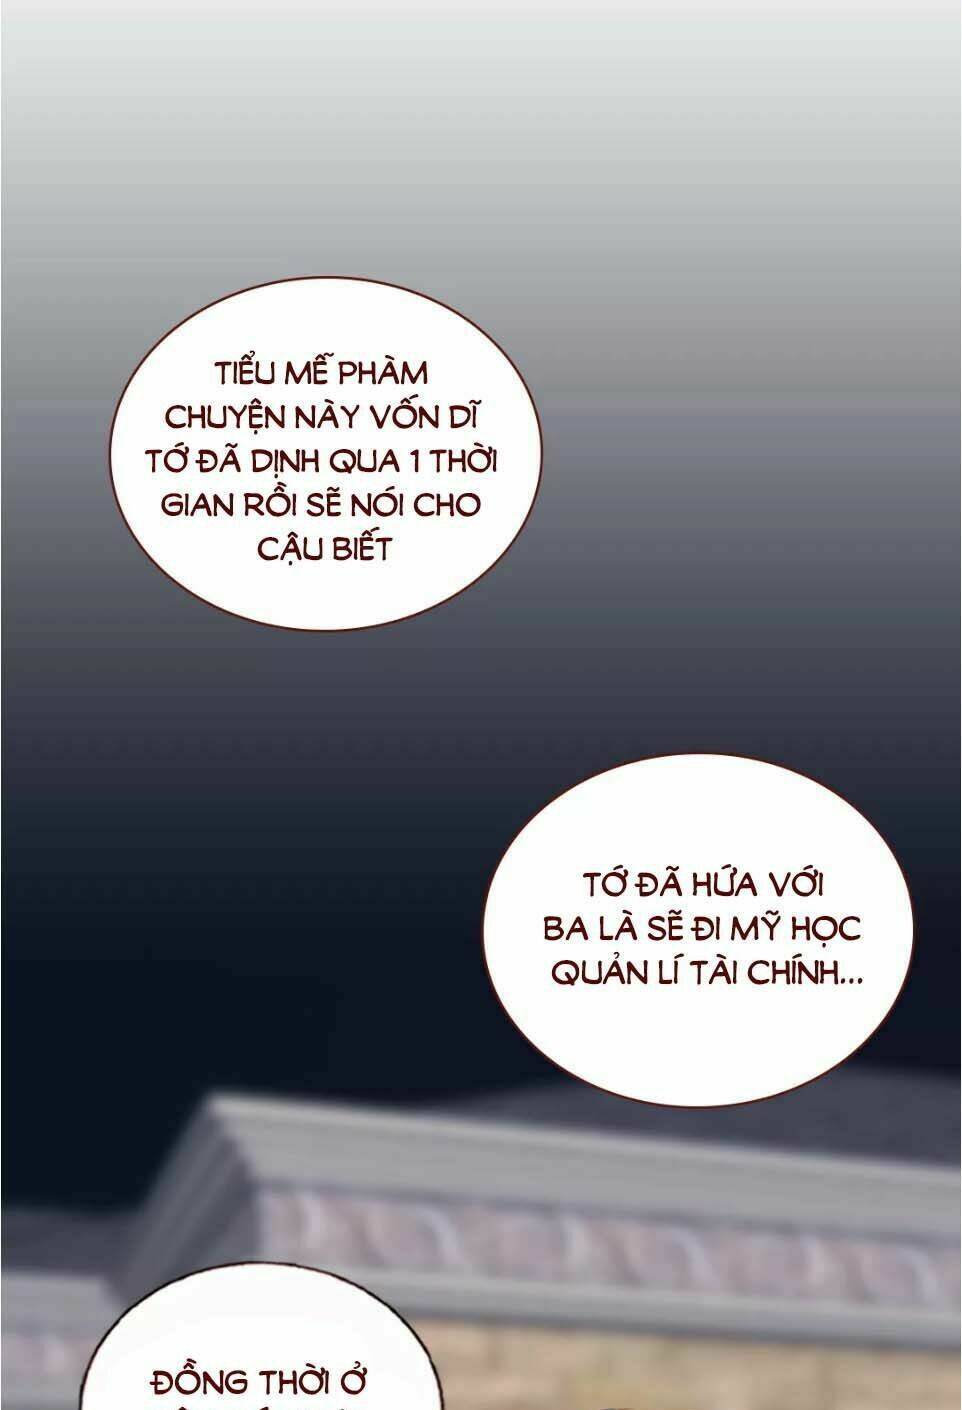 TIỂU MỄ PHÀM
CHUYỆN NÀY VỐN DĨ
TỚ ĐÃ DỊNH QUA 1 THỜI
GIAN RỒI SẼ NÓI CHO
CẬU BIẾT
TỚ ĐÃ HỨA VỚI
BA LÀ SẼ ĐI MỸ HỌC
QUẢN LÍ TÀI CHÍNH...
ĐỒNG THỜI Ở